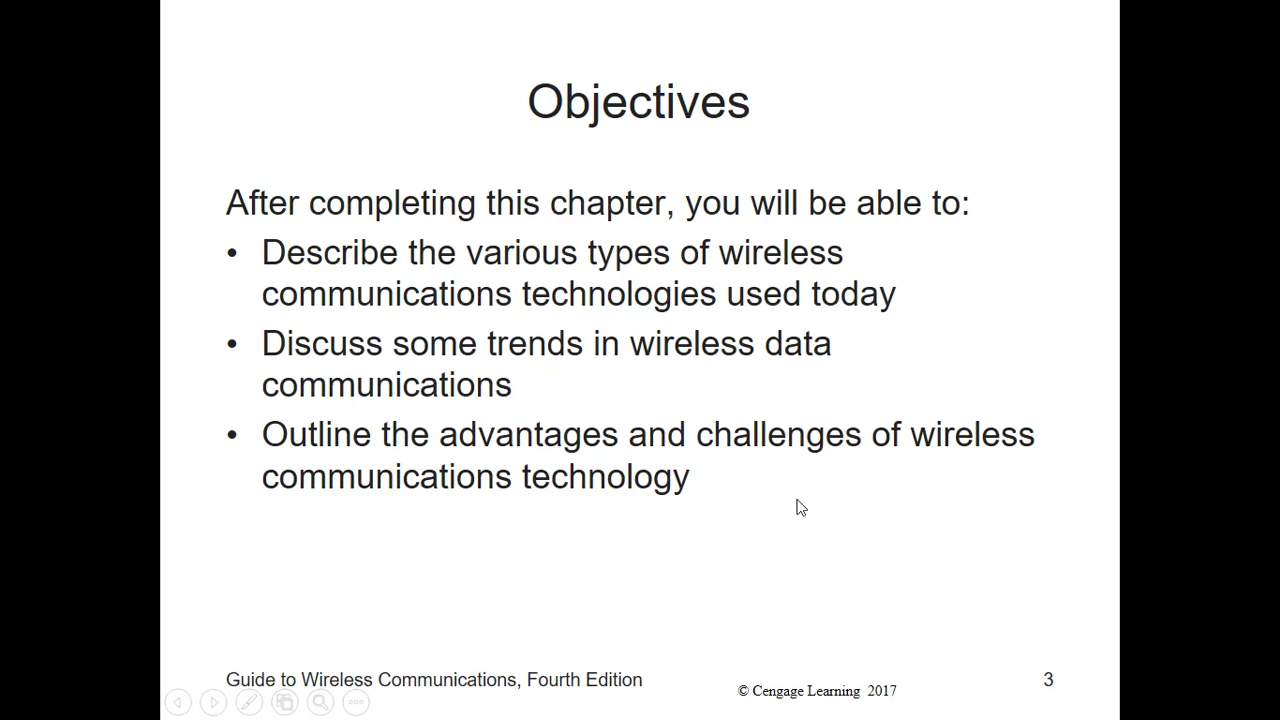 Objectives
After completing this chapter, you will be able to:
• Describe the various types of wireless
communications technologies used today
• Discuss some trends in wireless data
communications
• Outline the advantages and challenges of wireless
communications technology
Guide to Wireless Communications, Fourth Edition
© Cengage Learning 2017
3